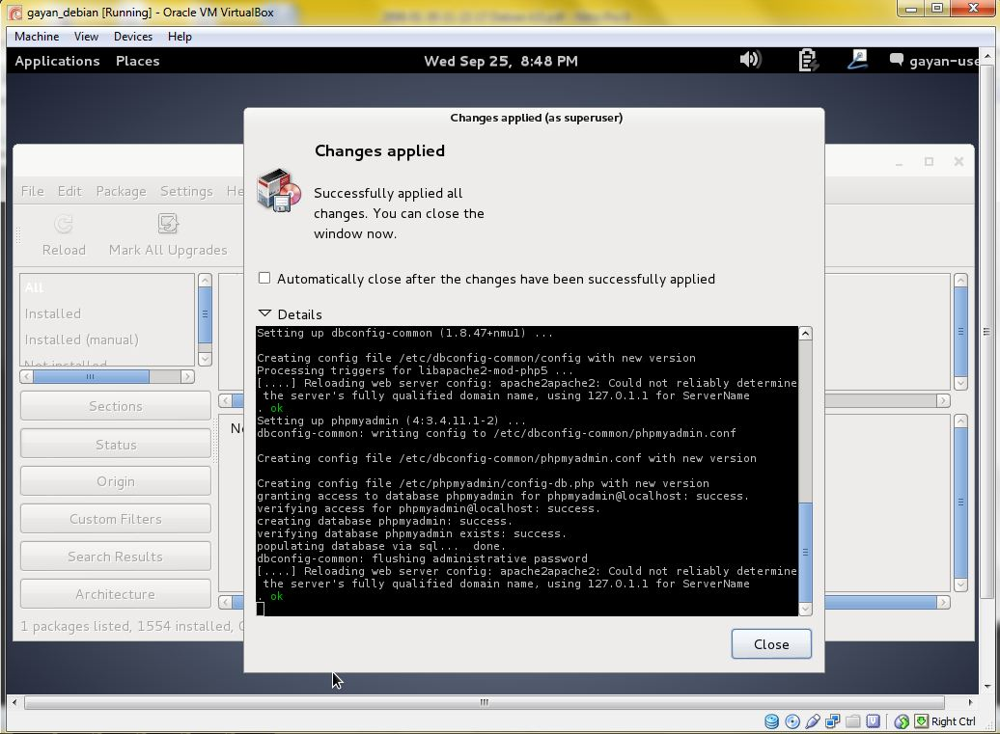 gayan_debian [Running] - Oracle VM VirtualBox
Machine View Devices Help
Applications Places Wed Sep 25, 8:48 PM gayan-use
Changes applied (as superuser)
Changes applied
Successfully applied all
changes. You can close the
window now.
File Edit Package Settings He
Reload Mark All Upgrades
Automatically close after the changes have been successfully applied
All
Installed
Installed (manual)
Not installed
Sections
Status
Origin
Custom Filters
Search Results
Architecture
No
1 packages listed, 1554 installed, 0
Details
Setting up dbconfig-common (1.8.47+nmu1) ...
Creating config file /etc/dbconfig-common/config with new version
Processing triggers for libapache2-mod-php5 ...
[....] Reloading web server config: apache2apache2: Could not reliably determine
the server's fully qualified domain name, using 127.0.1.1 for ServerName
. ok
Setting up phpmyadmin (4:3.4.11.1-2) ...
dbconfig-common: writing config to /etc/dbconfig-common/phpmyadmin.conf
Creating config file /etc/dbconfig-common/phpmyadmin.conf with new version
Creating config file /etc/phpmyadmin/config-db.php with new version
granting access to database phpmyadmin for phpmyadmin@localhost: success.
verifying access for phpmyadmin@localhost: success.
creating database phpmyadmin: success.
verifying database phpmyadmin exists: success.
populating database via sql... done.
dbconfig-common: flushing administrative password
[....] Reloading web server config: apache2apache2: Could not reliably determine
the server's fully qualified domain name, using 127.0.1.1 for ServerName
. ok
Close
Right Ctrl